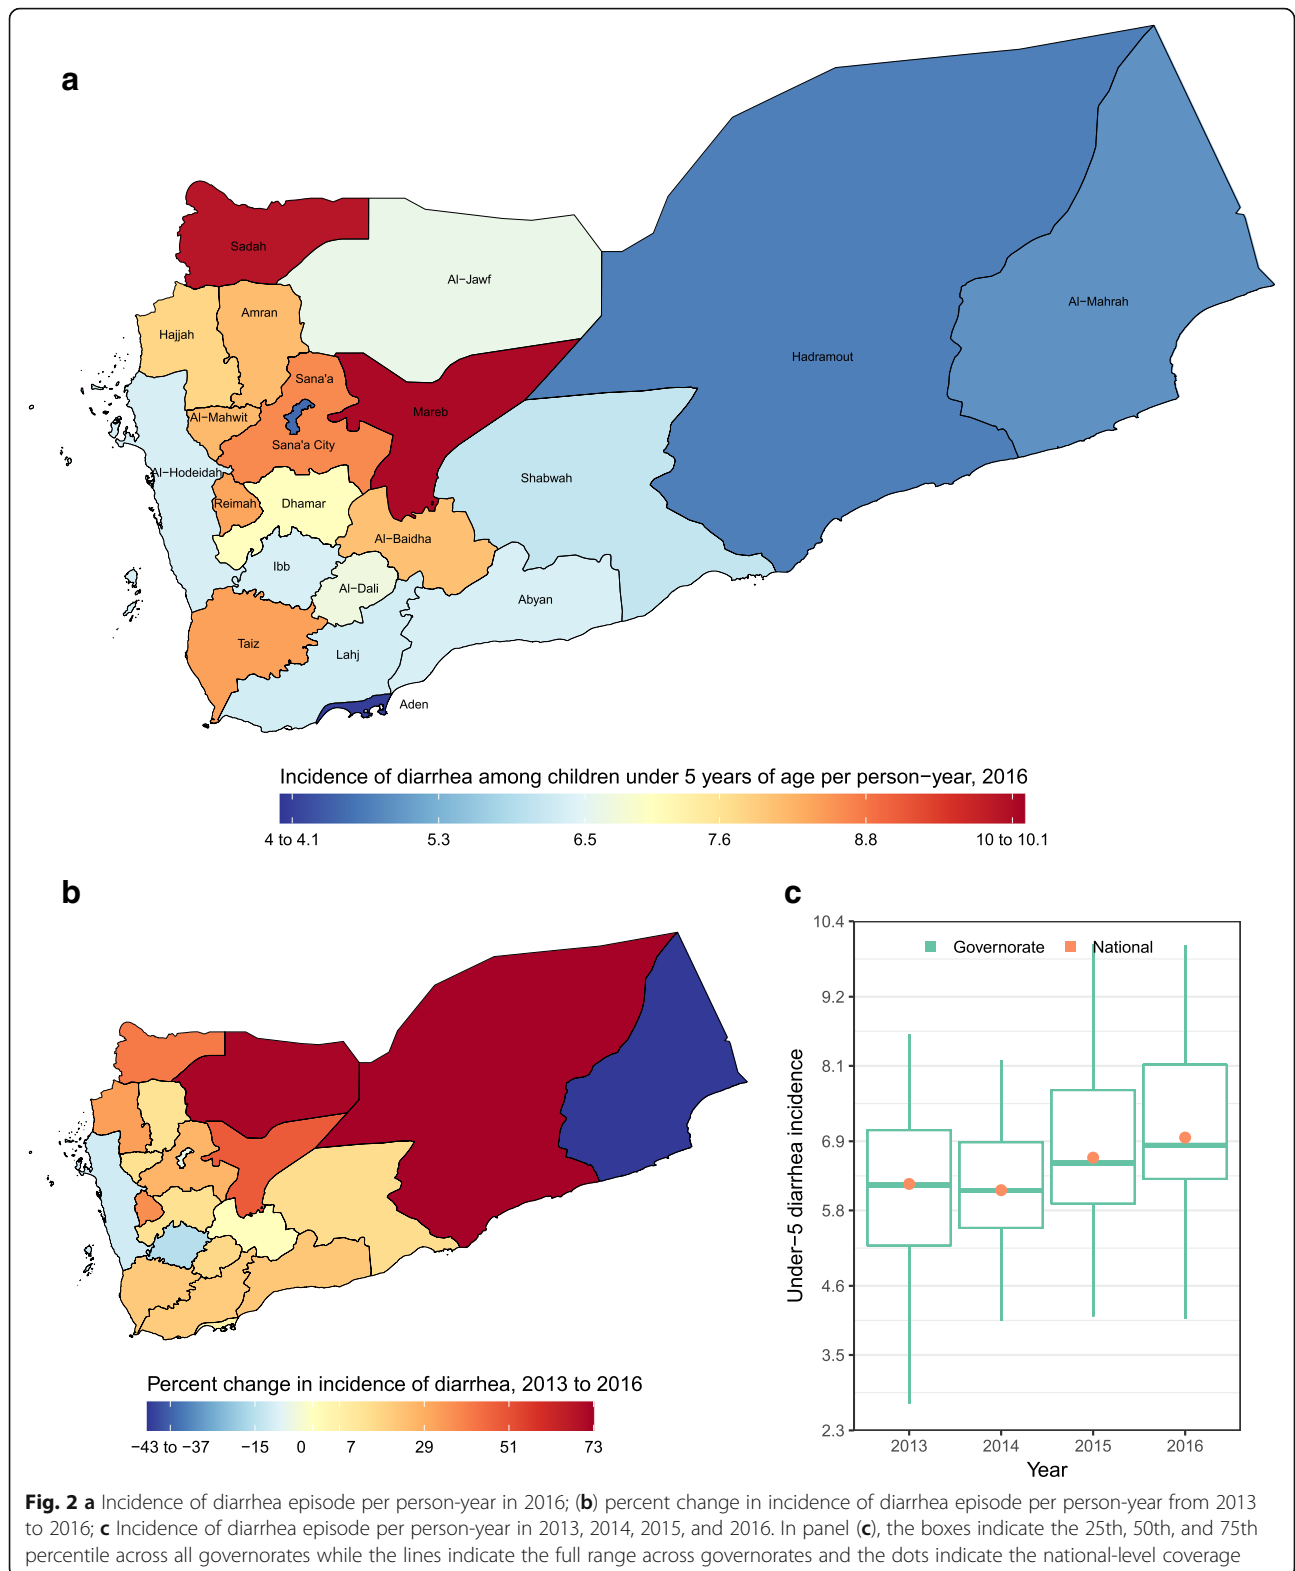 a
Sadah
Al−Jawf
Amran
Al−Mahrah
Hajjah
Hadramout
Sana'a
Mareb
Al−Mahwit
Sana'a City
Al−Hodeidah
Shabwah
Reimah
Dhamar
Al−Baidha
Ibb
Al−Dali
Abyan
Taiz
Lahj
Aden
Incidence of diarrhea among children under 5 years of age per person−year, 2016
4 to 4.1 5.3 6.5 7.6 8.8 10 to 10.1
b
Percent change in incidence of diarrhea, 2013 to 2016
−43 to −37 −15 0 7 29 51 73
c
Governorate National
Under−5 diarrhea incidence
10.4
9.2
8.1
6.9
5.8
4.6
3.5
2.3
2013 2014 2015 2016
Year
Fig. 2 a Incidence of diarrhea episode per person-year in 2016; (b) percent change in incidence of diarrhea episode per person-year from 2013
to 2016; c Incidence of diarrhea episode per person-year in 2013, 2014, 2015, and 2016. In panel (c), the boxes indicate the 25th, 50th, and 75th
percentile across all governorates while the lines indicate the full range across governorates and the dots indicate the national-level coverage